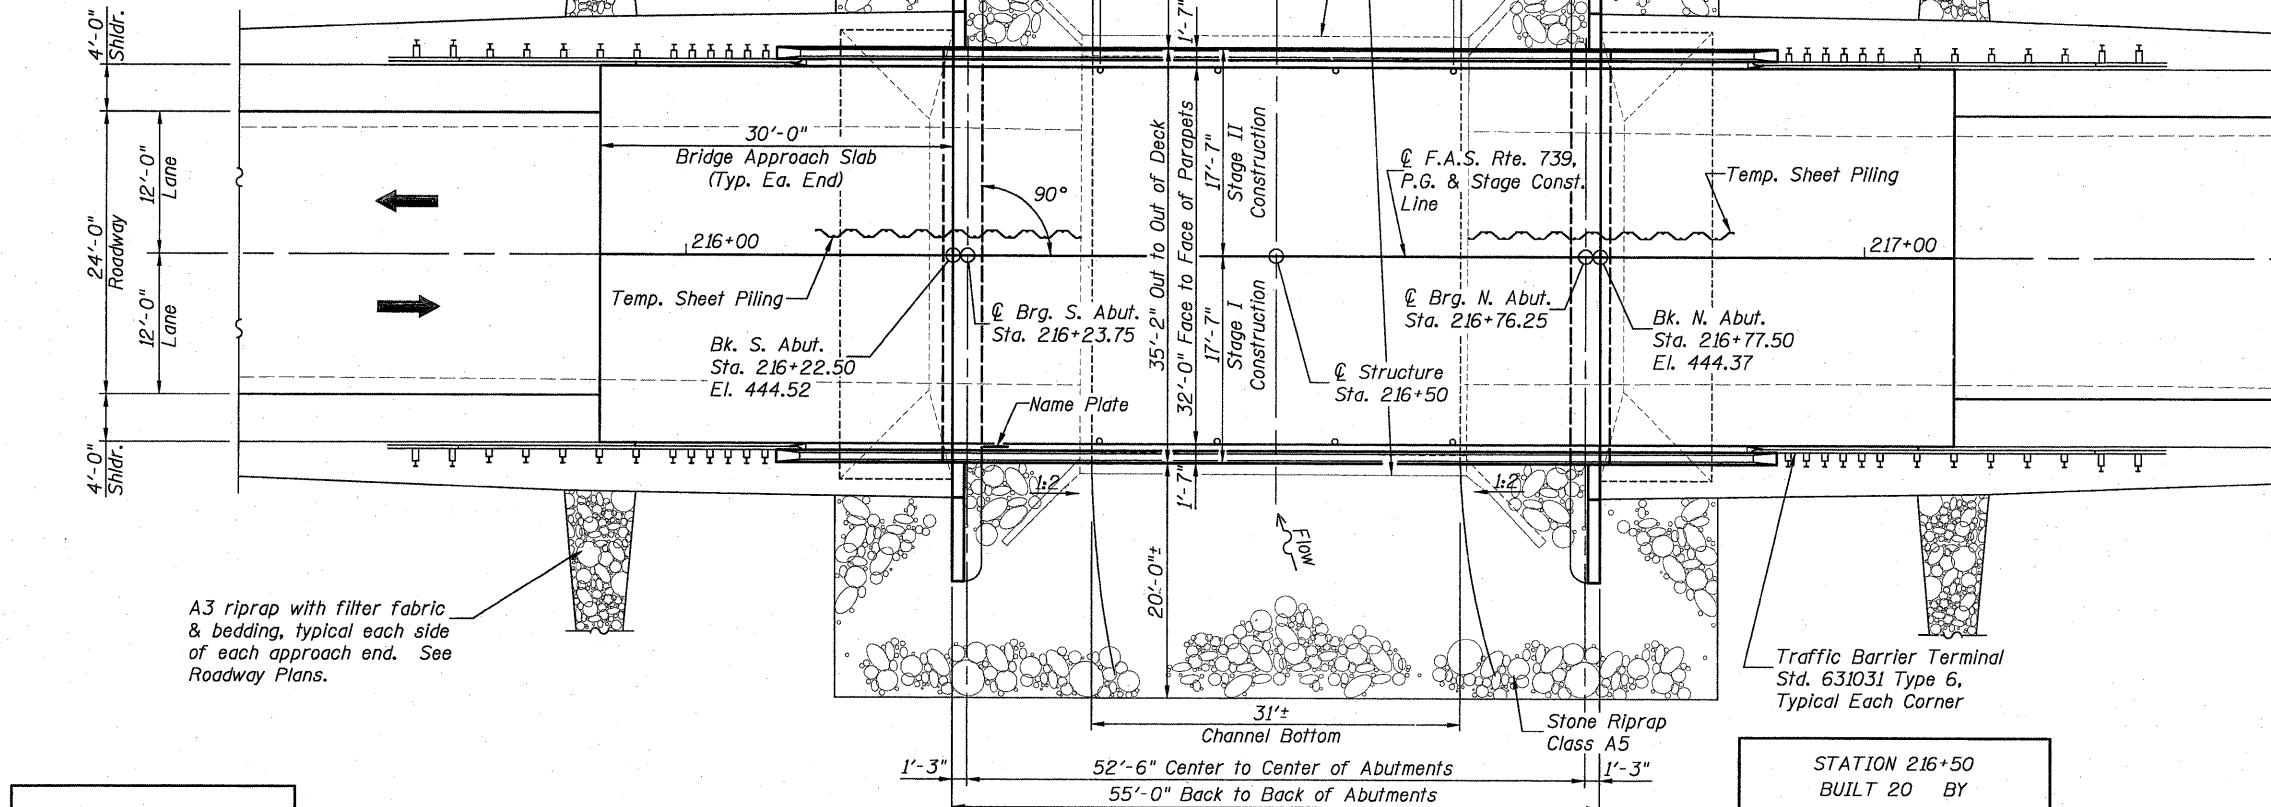 4'-0"
Shldr.
1'-7"
30'-0"
Bridge Approach Slab
(Typ. Ea. End)
90°
12'-0"
Lane
24'-0"
Roadway
12'-0"
Lane
4'-0"
Shldr.
216+00
Temp. Sheet Piling
Bk. S. Abut.
Sta. 216+22.50
El. 444.52
℄ Brg. S. Abut.
Sta. 216+23.75
Name Plate
35'-2" Out to Out of Deck
32'-0" Face to Face of Parapets
17'-7"
Stage II
Construction
17'-7"
Stage I
Construction
℄ F.A.S. Rte. 739,
P.G. & Stage Const.
Line
Temp. Sheet Piling
217+00
℄ Brg. N. Abut.
Sta. 216+76.25
Bk. N. Abut.
Sta. 216+77.50
El. 444.37
℄ Structure
Sta. 216+50
1:2
1'-7"
1:2
Flow
20'-0"±
A3 riprap with filter fabric
& bedding, typical each side
of each approach end. See
Roadway Plans.
Traffic Barrier Terminal
Std. 631031 Type 6,
Typical Each Corner
31'±
Channel Bottom
Stone Riprap
Class A5
1'-3"
52'-6" Center to Center of Abutments
1'-3"
55'-0" Back to Back of Abutments
STATION 216+50
BUILT 20 BY